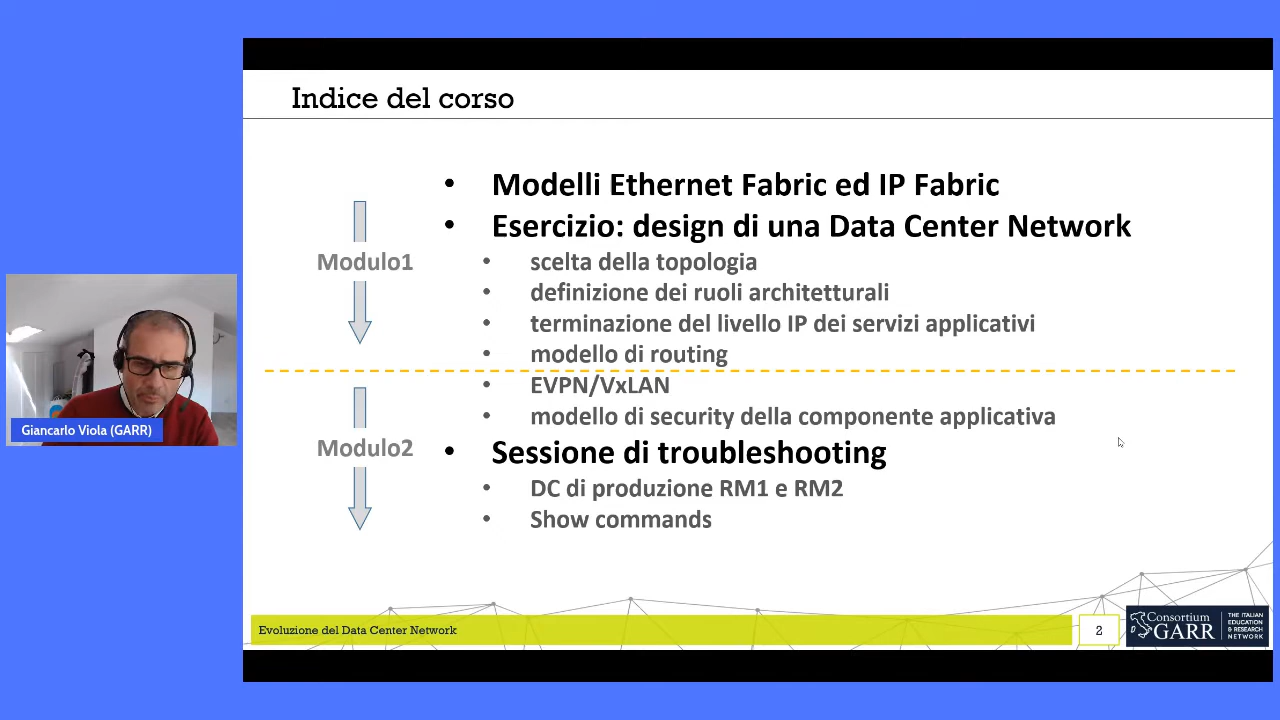 Indice del corso
• Modelli Ethernet Fabric ed IP Fabric
• Esercizio: design di una Data Center Network
Modulo1
• scelta della topologia
• definizione dei ruoli architetturali
• terminazione del livello IP dei servizi applicativi
• modello di routing
• EVPN/VxLAN
• modello di security della componente applicativa
Giancarlo Viola (GARR)
Modulo2
• Sessione di troubleshooting
• DC di produzione RM1 e RM2
• Show commands
Evoluzione del Data Center Network
2
Consortium
GARR
THE ITALIAN
EDUCATION
& RESEARCH
NETWORK